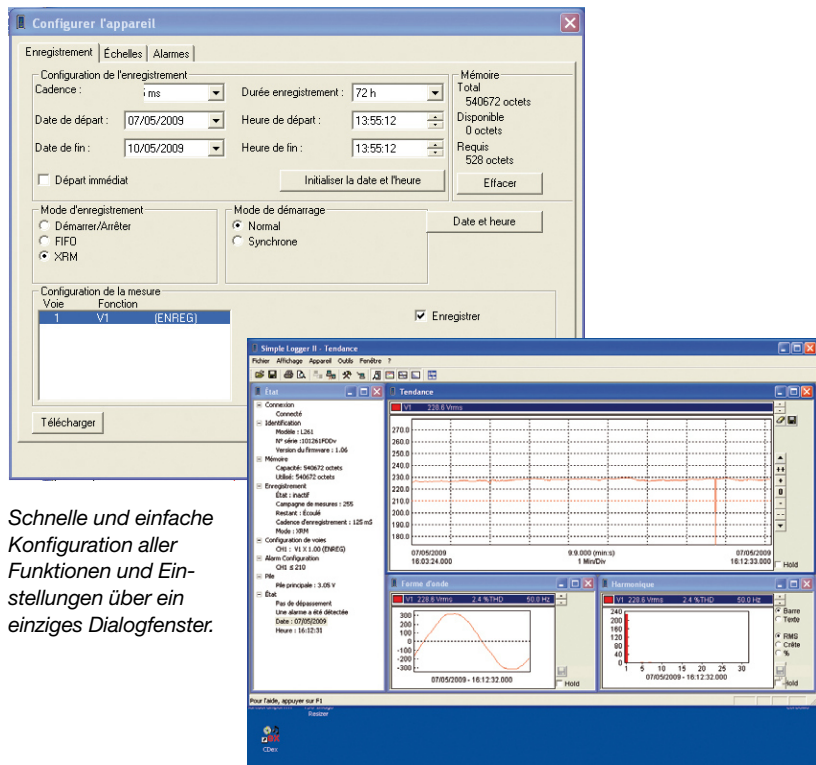 Configurer l'appareil
Enregistrement Échelles Alarmes
Configuration de l'enregistrement
Cadence : ms
Durée enregistrement : 72 h
Date de départ : 07/05/2009
Heure de départ : 13:55:12
Date de fin : 10/05/2009
Heure de fin : 13:55:12
Départ immédiat
Initialiser la date et l'heure
Mémoire
Total
540672 octets
Disponible
0 octets
Requis
528 octets
Effacer
Mode d'enregistrement
Démarrer/Arrêter
FIFO
XRM
Mode de démarrage
Normal
Synchrone
Date et heure
Configuration de la mesure
Voie Fonction
1 V1 (ENREG)
Enregistrer
Télécharger
Schnelle und einfache
Konfiguration aller
Funktionen und Ein-
stellungen über ein
einziges Dialogfenster.
Simple Logger II - Tendance
Fichier Affichage Appareil Outils Fenêtre ?
État
Connexion
Connecté
Identification
Modèle : L261
N° série :101261FDDv
Version du firmware : 1.06
Mémoire
Capacité: 540672 octets
Utilisé: 540672 octets
Enregistrement
État : inactif
Campagne de mesures : 255
Restant : Écoulé
Cadence d'enregistrement : 125 mS
Mode : XRM
Configuration de voies
CH1 : V1 X 1.00 (ENREG)
Alarm Configuration
CH1 ≤ 210
Pile
Pile principale : 3.05 V
État
Pas de dépassement
Une alarme a été détectée
Date : 07/05/2009
Heure : 16:12:31
Tendance
V1 228.6 Vrms
270.0
260.0
250.0
240.0
230.0
220.0
210.0
200.0
190.0
180.0
07/05/2009
16:03:24.000
9:9.000 (min:s)
1 Min/Div
07/05/2009
16:12:33.000
++
+
0
-
--
Hold
Forme d'onde
V1 228.6 Vrms 2.4 %THD 50.0 Hz
300
200
100
0
-100
-200
-300
07/05/2009 - 16:12:32.000
Hold
Harmonique
V1 228.6 Vrms 2.4 %THD 50.0 Hz
240
200
160
120
80
40
0
1 5 10 15 20 25 30
07/05/2009 - 16:12:32.000
Barre
Texte
RMS
Crête
%
Hold
Pour l'aide, appuyer sur F1
Resizer
CDex